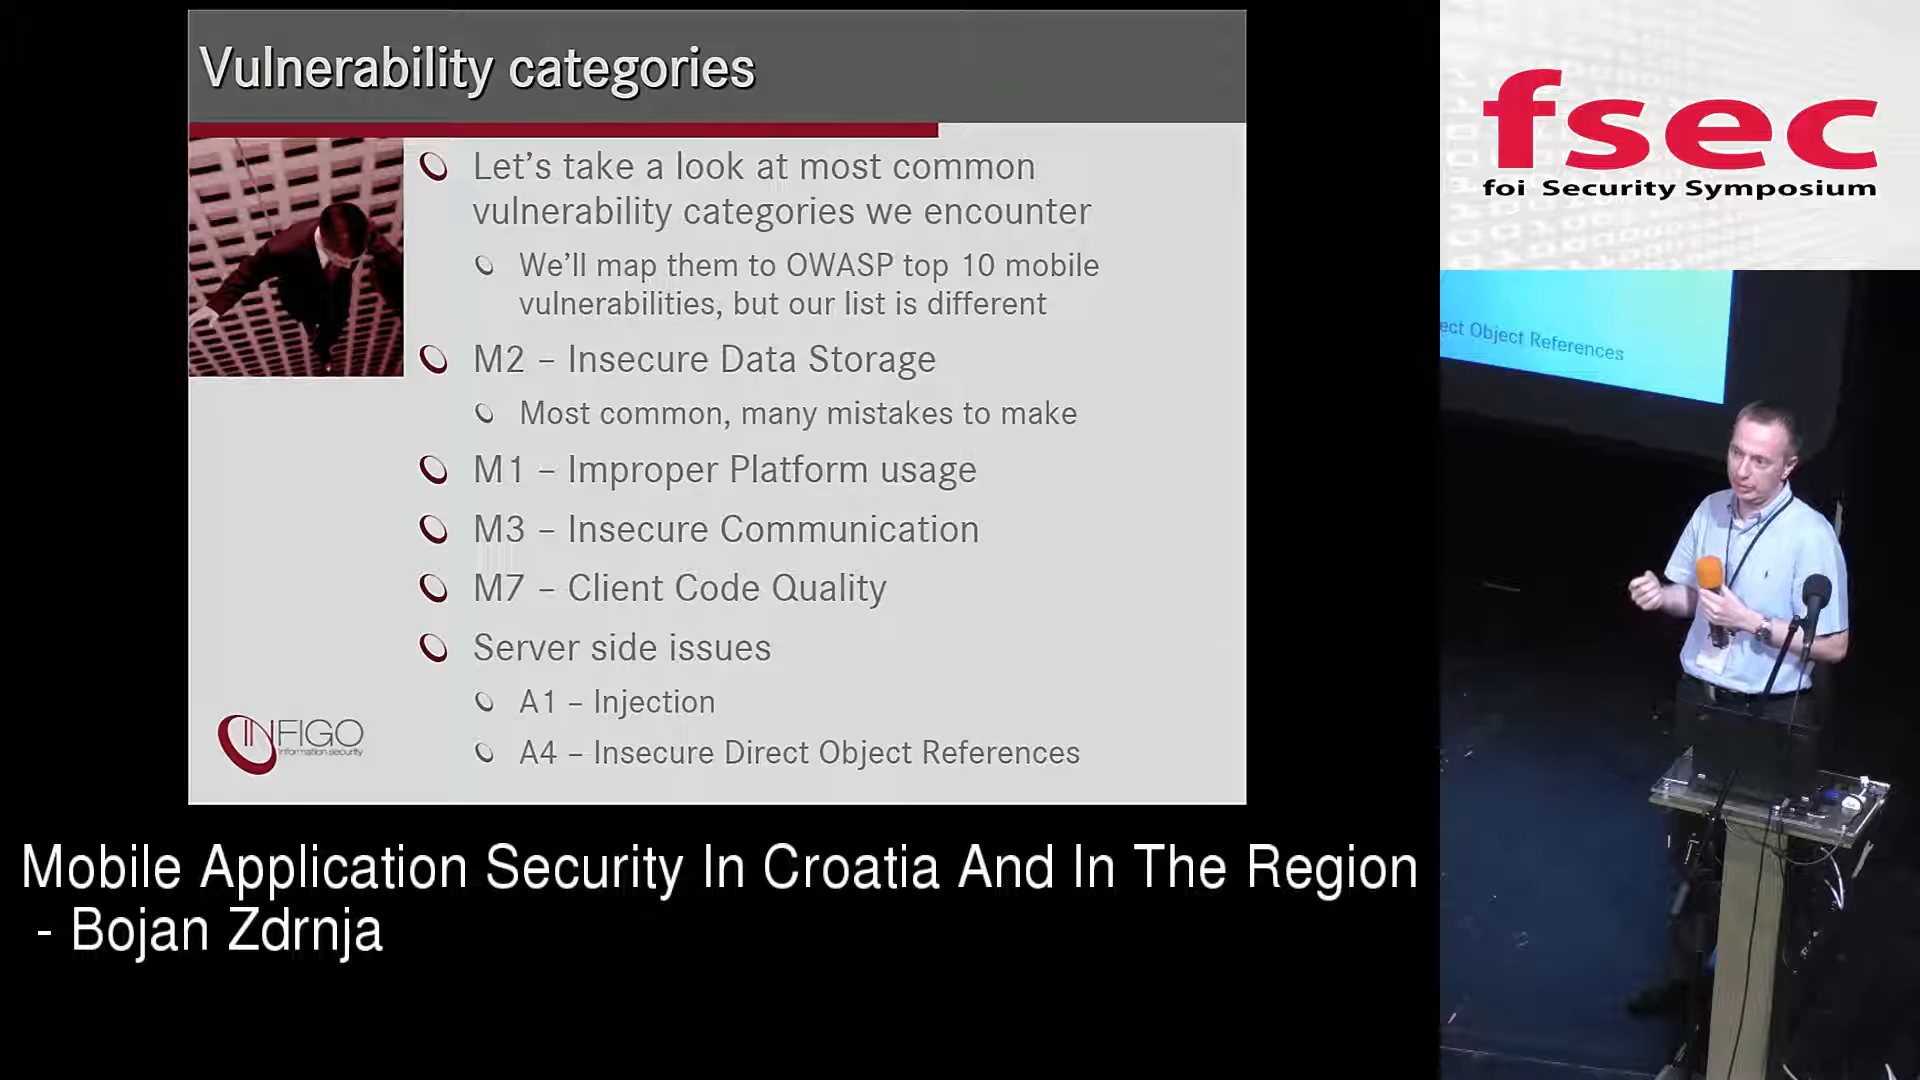 Vulnerability categories
Let's take a look at most common
vulnerability categories we encounter
We'll map them to OWASP top 10 mobile
vulnerabilities, but our list is different
M2 – Insecure Data Storage
Most common, many mistakes to make
M1 – Improper Platform usage
M3 – Insecure Communication
M7 – Client Code Quality
Server side issues
A1 – Injection
A4 – Insecure Direct Object References
INFIGO
information security
Mobile Application Security In Croatia And In The Region
- Bojan Zdrnja
fsec
foi Security Symposium
ect Object References